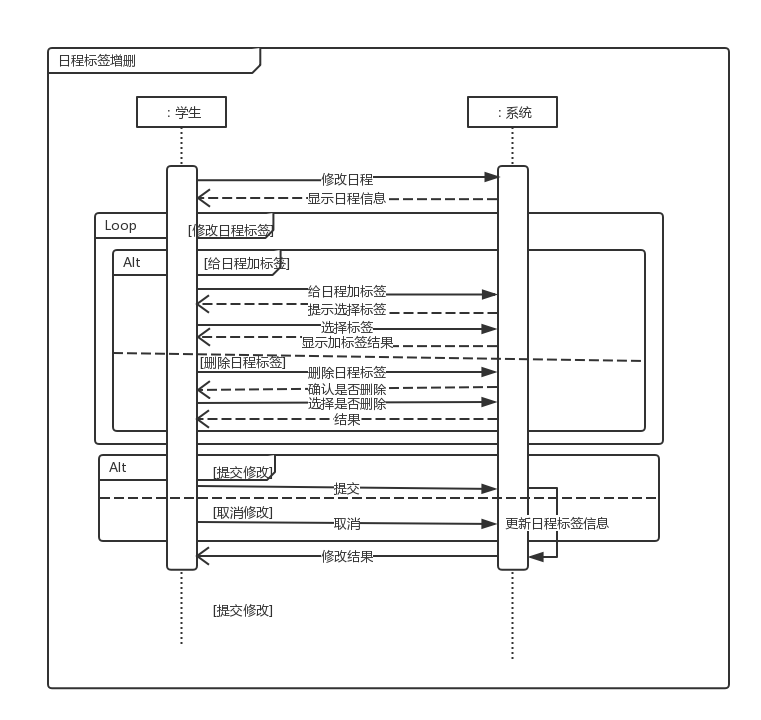 日程标签增删
: 学生
: 系统
修改日程
显示日程信息
Loop
[修改日程标签]
Alt
[给日程加标签]
给日程加标签
提示选择标签
选择标签
显示加标签结果
[删除日程标签]
删除日程标签
确认是否删除
选择是否删除
结果
Alt
[提交修改]
提交
[取消修改]
取消
更新日程标签信息
修改结果
[提交修改]